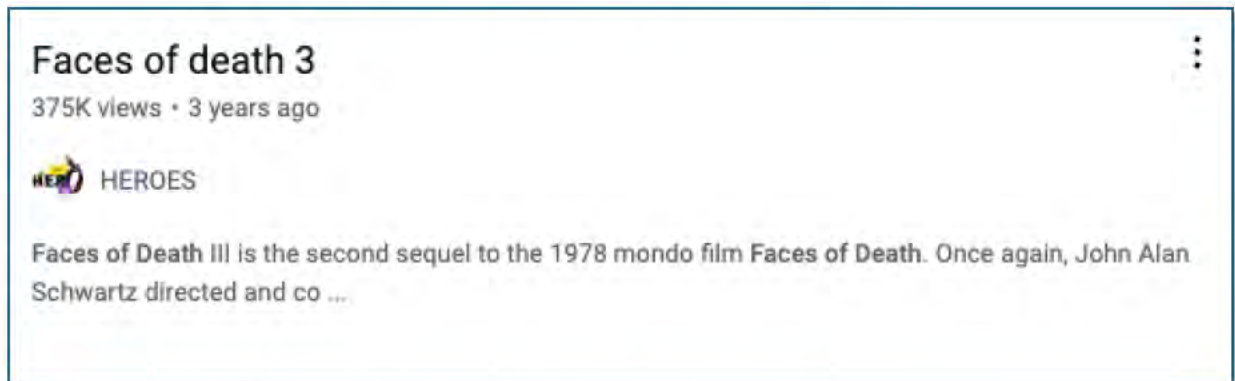 Faces of death 3
375K views • 3 years ago
HERO HEROES
Faces of Death III is the second sequel to the 1978 mondo film Faces of Death. Once again, John Alan
Schwartz directed and co ...